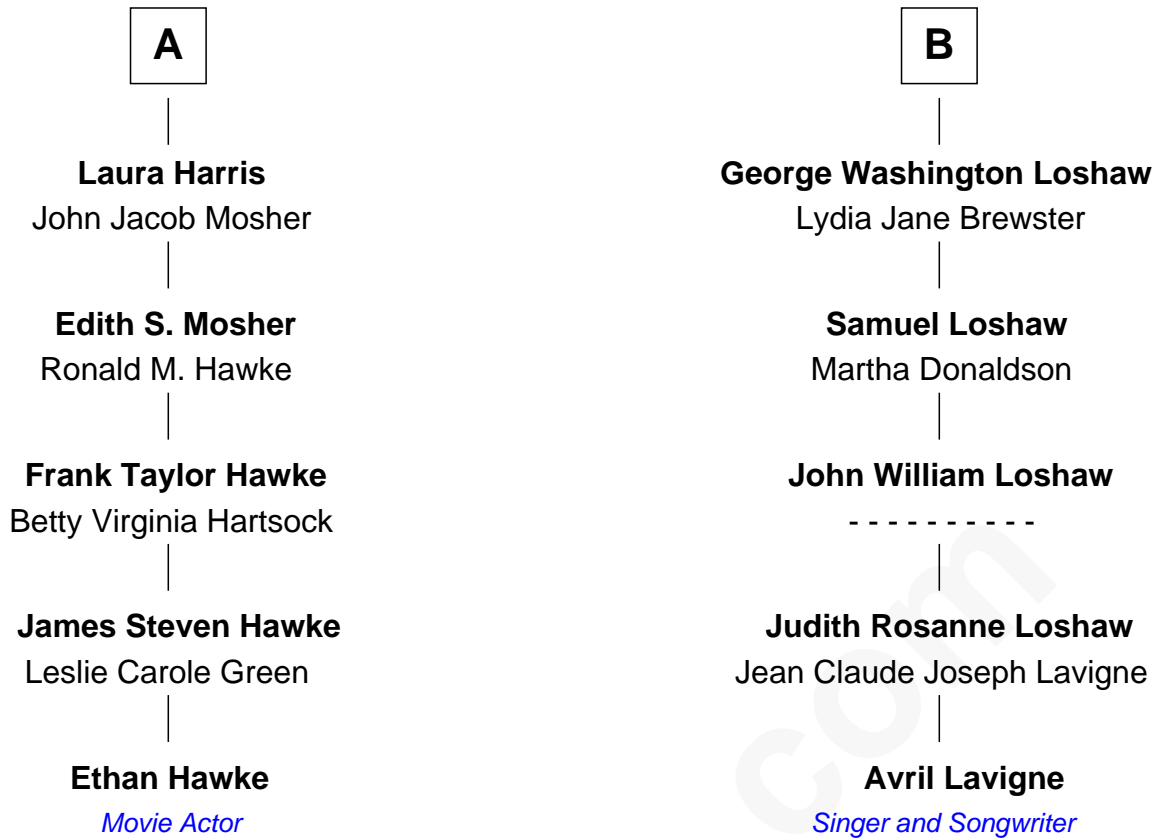 A
Laura Harris
John Jacob Mosher
Edith S. Mosher
Ronald M. Hawke
Frank Taylor Hawke
Betty Virginia Hartsock
James Steven Hawke
Leslie Carole Green
Ethan Hawke
Movie Actor
B
George Washington Loshaw
Lydia Jane Brewster
Samuel Loshaw
Martha Donaldson
John William Loshaw
- - - - - - - - - -
Judith Rosanne Loshaw
Jean Claude Joseph Lavigne
Avril Lavigne
Singer and Songwriter
com